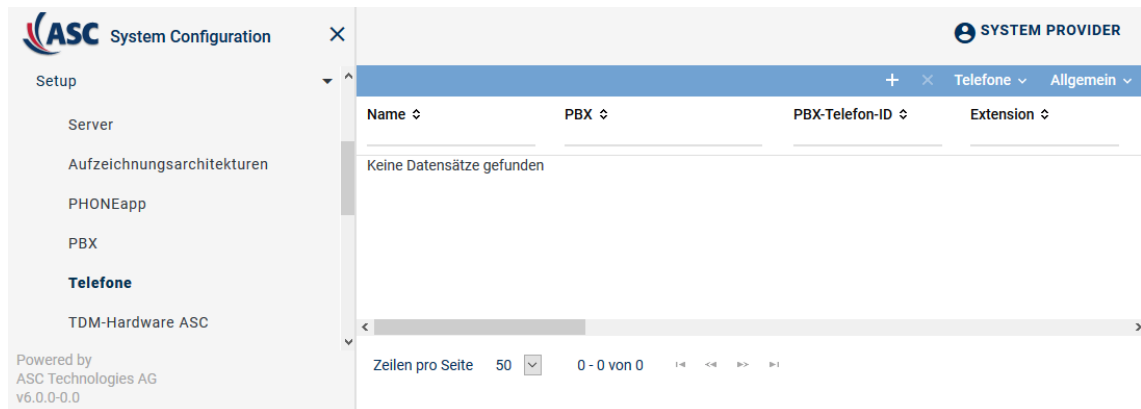 ASC System Configuration
SYSTEM PROVIDER
Setup
Server
Aufzeichnungsarchitekturen
PHONEapp
PBX
Telefone
TDM-Hardware ASC
Powered by
ASC Technologies AG
v6.0.0-0.0
Telefone Allgemein
Name PBX PBX-Telefon-ID Extension
Keine Datensätze gefunden
Zeilen pro Seite 50 0 - 0 von 0